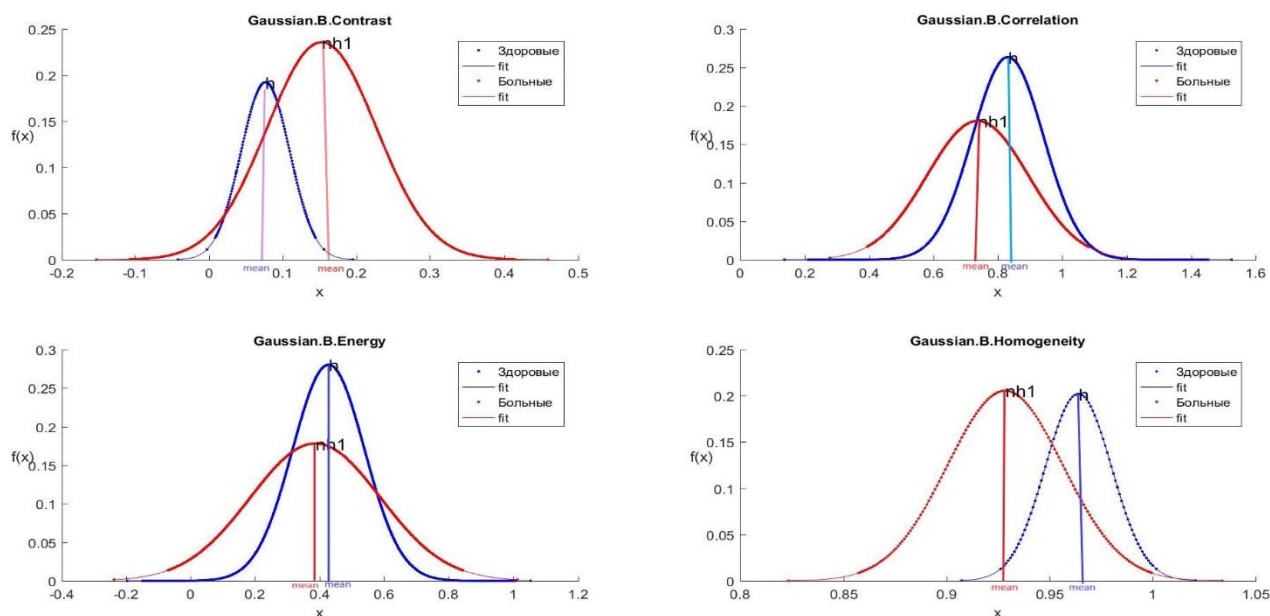 Gaussian.B.Contrast
0.25
0.2
0.15
f(x)
0.1
0.05
0
-0.2
-0.1
0
0.1
0.2
0.3
0.4
0.5
mean
mean
x
h
nh1
Здоровые
fit
Больные
fit
Gaussian.B.Correlation
0.3
0.25
0.2
0.15
f(x)
0.1
0.05
0
0
0.2
0.4
0.6
0.8
1
1.2
1.4
1.6
mean
mean
x
h
nh1
Здоровые
fit
Больные
fit
Gaussian.B.Energy
0.3
0.25
0.2
0.15
f(x)
0.1
0.05
0
-0.4
-0.2
0
0.2
0.4
0.6
0.8
1
1.2
mean
mean
x
h
nh1
Здоровые
fit
Больные
fit
Gaussian.B.Homogeneity
0.25
0.2
0.15
f(x)
0.1
0.05
0
0.8
0.85
0.9
0.95
1
1.05
mean
mean
x
nh1
h
Здоровые
fit
Больные
fit